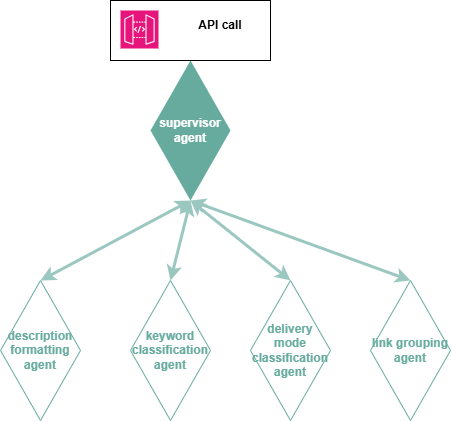 API call
supervisor
agent
description
formatting
agent
keyword
classification
agent
delivery
mode
classification
agent
link grouping
agent